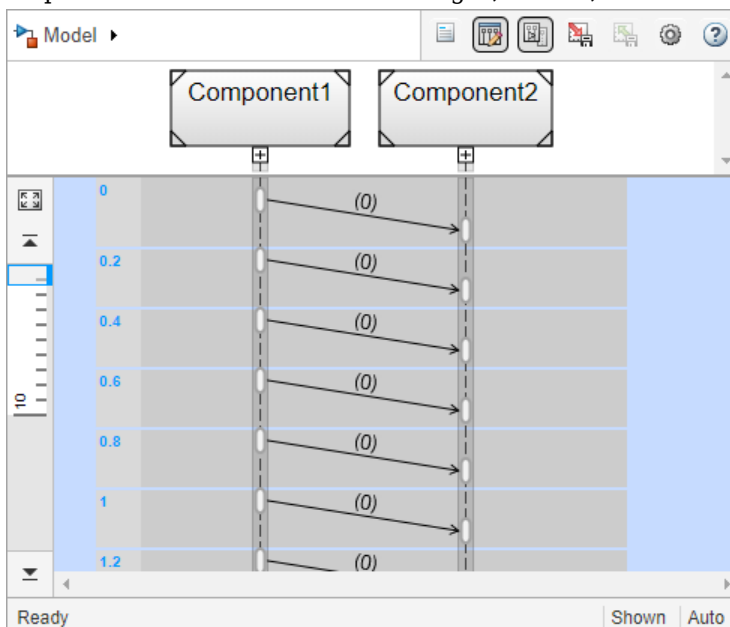 Model
Component1 Component2
0 (0)
0.2 (0)
0.4 (0)
0.6 (0)
0.8 (0)
1 (0)
1.2 (0)
10
Ready Shown Auto